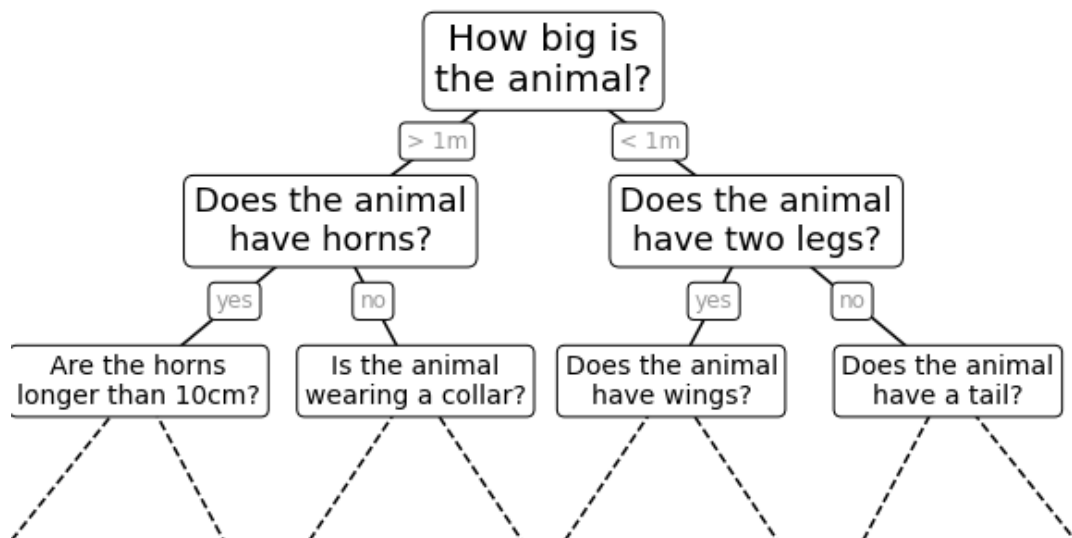 How big is
the animal?
> 1m
< 1m
Does the animal
have horns?
Does the animal
have two legs?
yes
no
yes
no
Are the horns
longer than 10cm?
Is the animal
wearing a collar?
Does the animal
have wings?
Does the animal
have a tail?